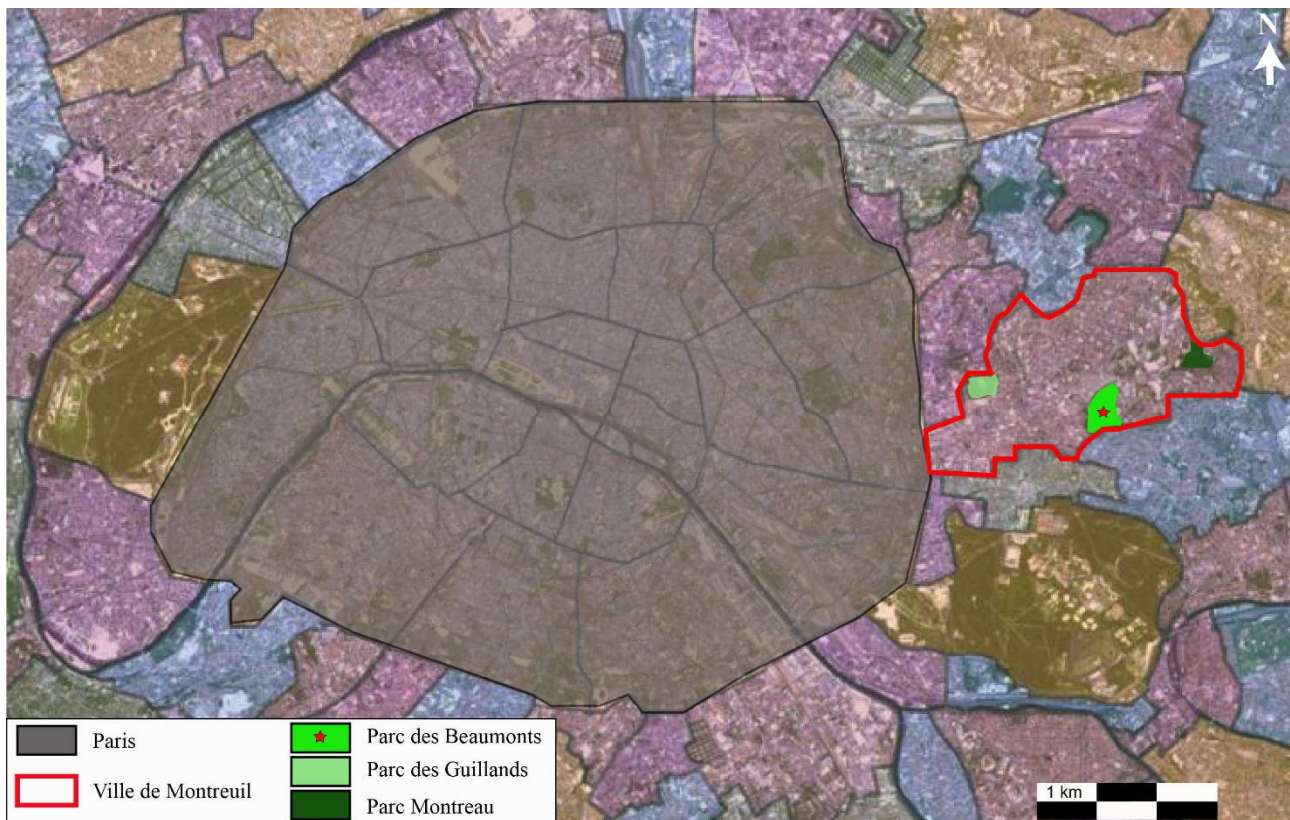 N
Paris
Ville de Montreuil
Parc des Beaumonts
Parc des Guillands
Parc Montreau
1 km